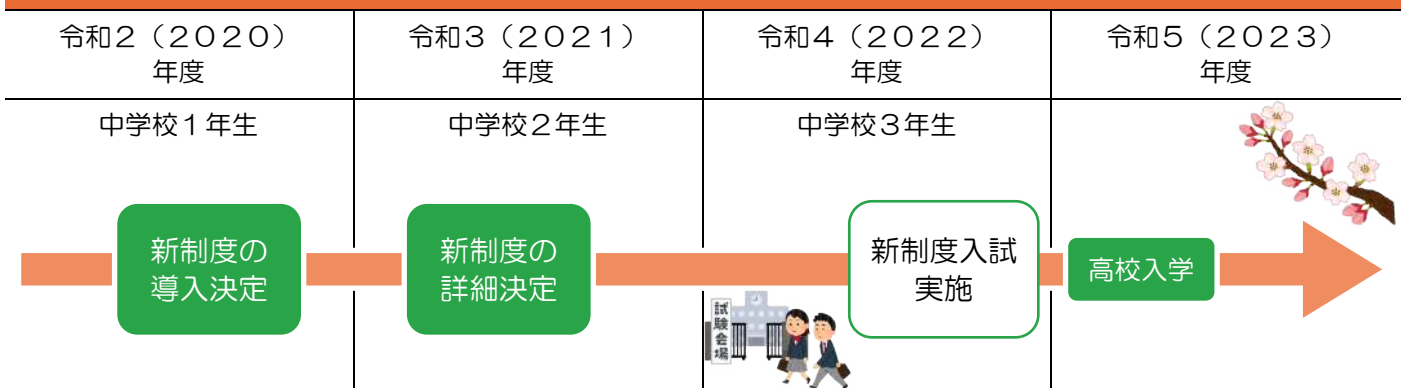 令和２（２０２０）
年度
令和３（２０２１）
年度
令和４（２０２２）
年度
令和５（２０２３）
年度
中学校１年生
中学校２年生
中学校３年生
新制度の
導入決定
新制度の
詳細決定
新制度入試
実施
高校入学
試験会場